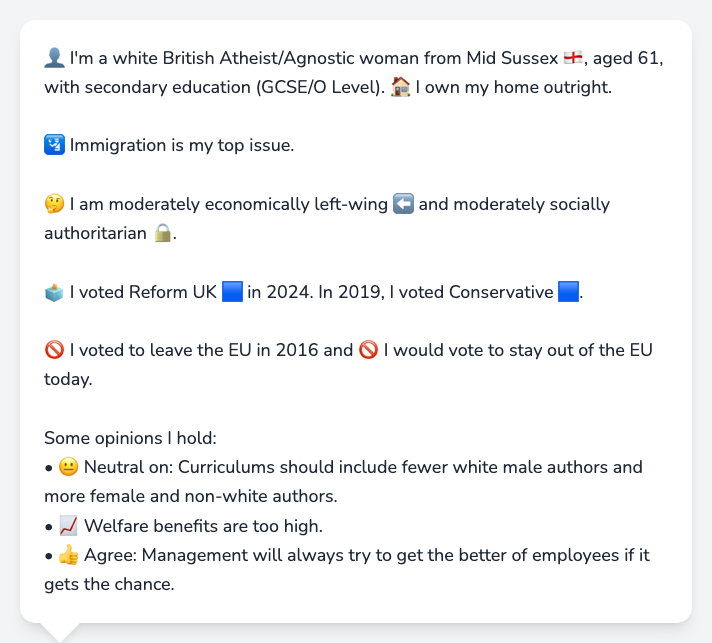 👤 I'm a white British Atheist/Agnostic woman from Mid Sussex 🏴󠁧󠁢󠁥󠁮󠁧󠁿, aged 61,
with secondary education (GCSE/O Level). 🏠 I own my home outright.
🛂 Immigration is my top issue.
🤔 I am moderately economically left-wing ⬅️ and moderately socially
authoritarian 🔒.
🗳️ I voted Reform UK 🟦 in 2024. In 2019, I voted Conservative 🟦.
🚫 I voted to leave the EU in 2016 and 🚫 I would vote to stay out of the EU
today.
Some opinions I hold:
• 😐 Neutral on: Curriculums should include fewer white male authors and
more female and non-white authors.
• 📈 Welfare benefits are too high.
• 👍 Agree: Management will always try to get the better of employees if it
gets the chance.